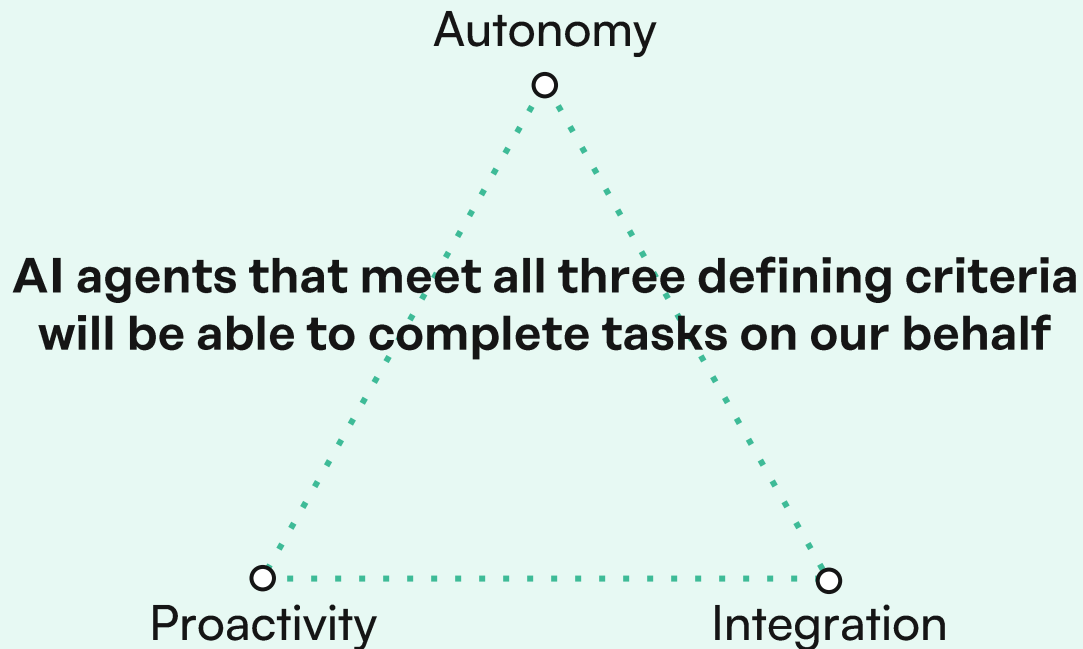 Autonomy
AI agents that meet all three defining criteria
will be able to complete tasks on our behalf
Proactivity
Integration